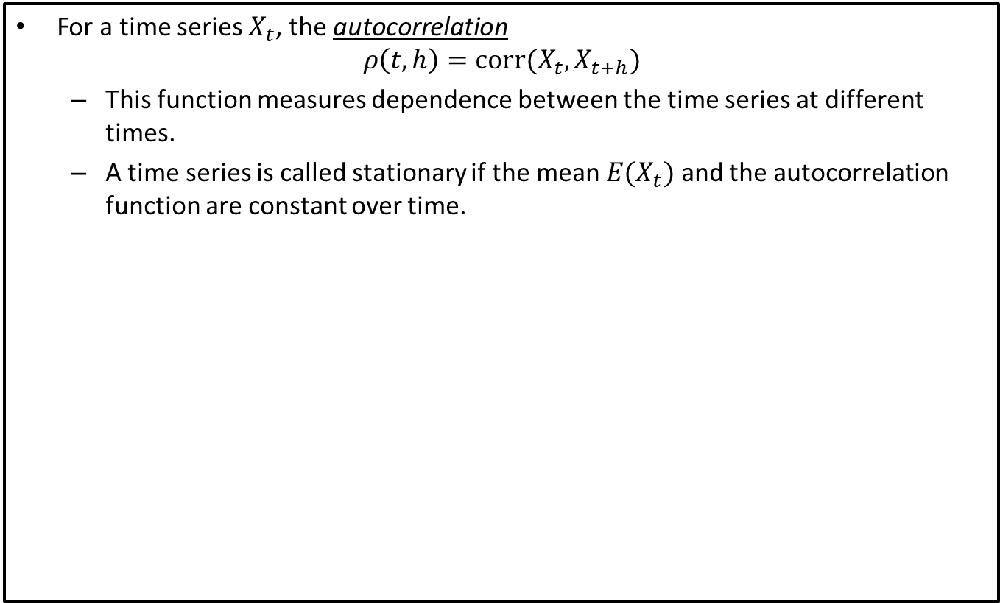 • For a time series $X_t$, the autocorrelation
$\rho(t, h) = \mathrm{corr}(X_t, X_{t+h})$
– This function measures dependence between the time series at different
times.
– A time series is called stationary if the mean $E(X_t)$ and the autocorrelation
function are constant over time.